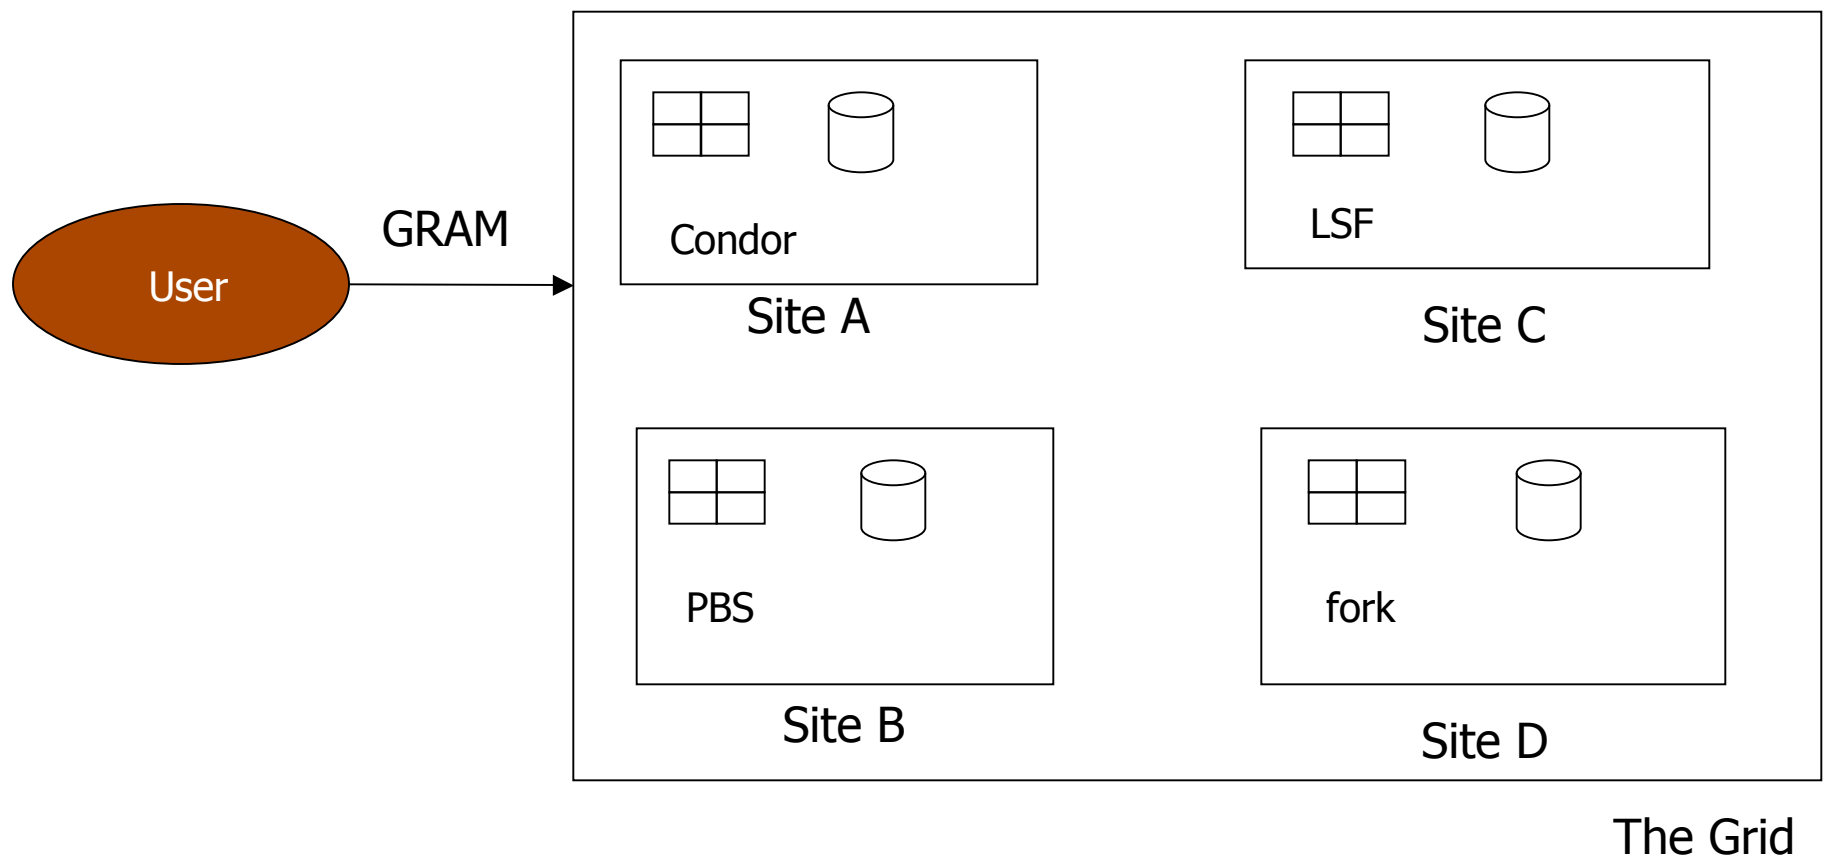 GRAM
User
Condor
Site A
LSF
Site C
PBS
Site B
fork
Site D
The Grid